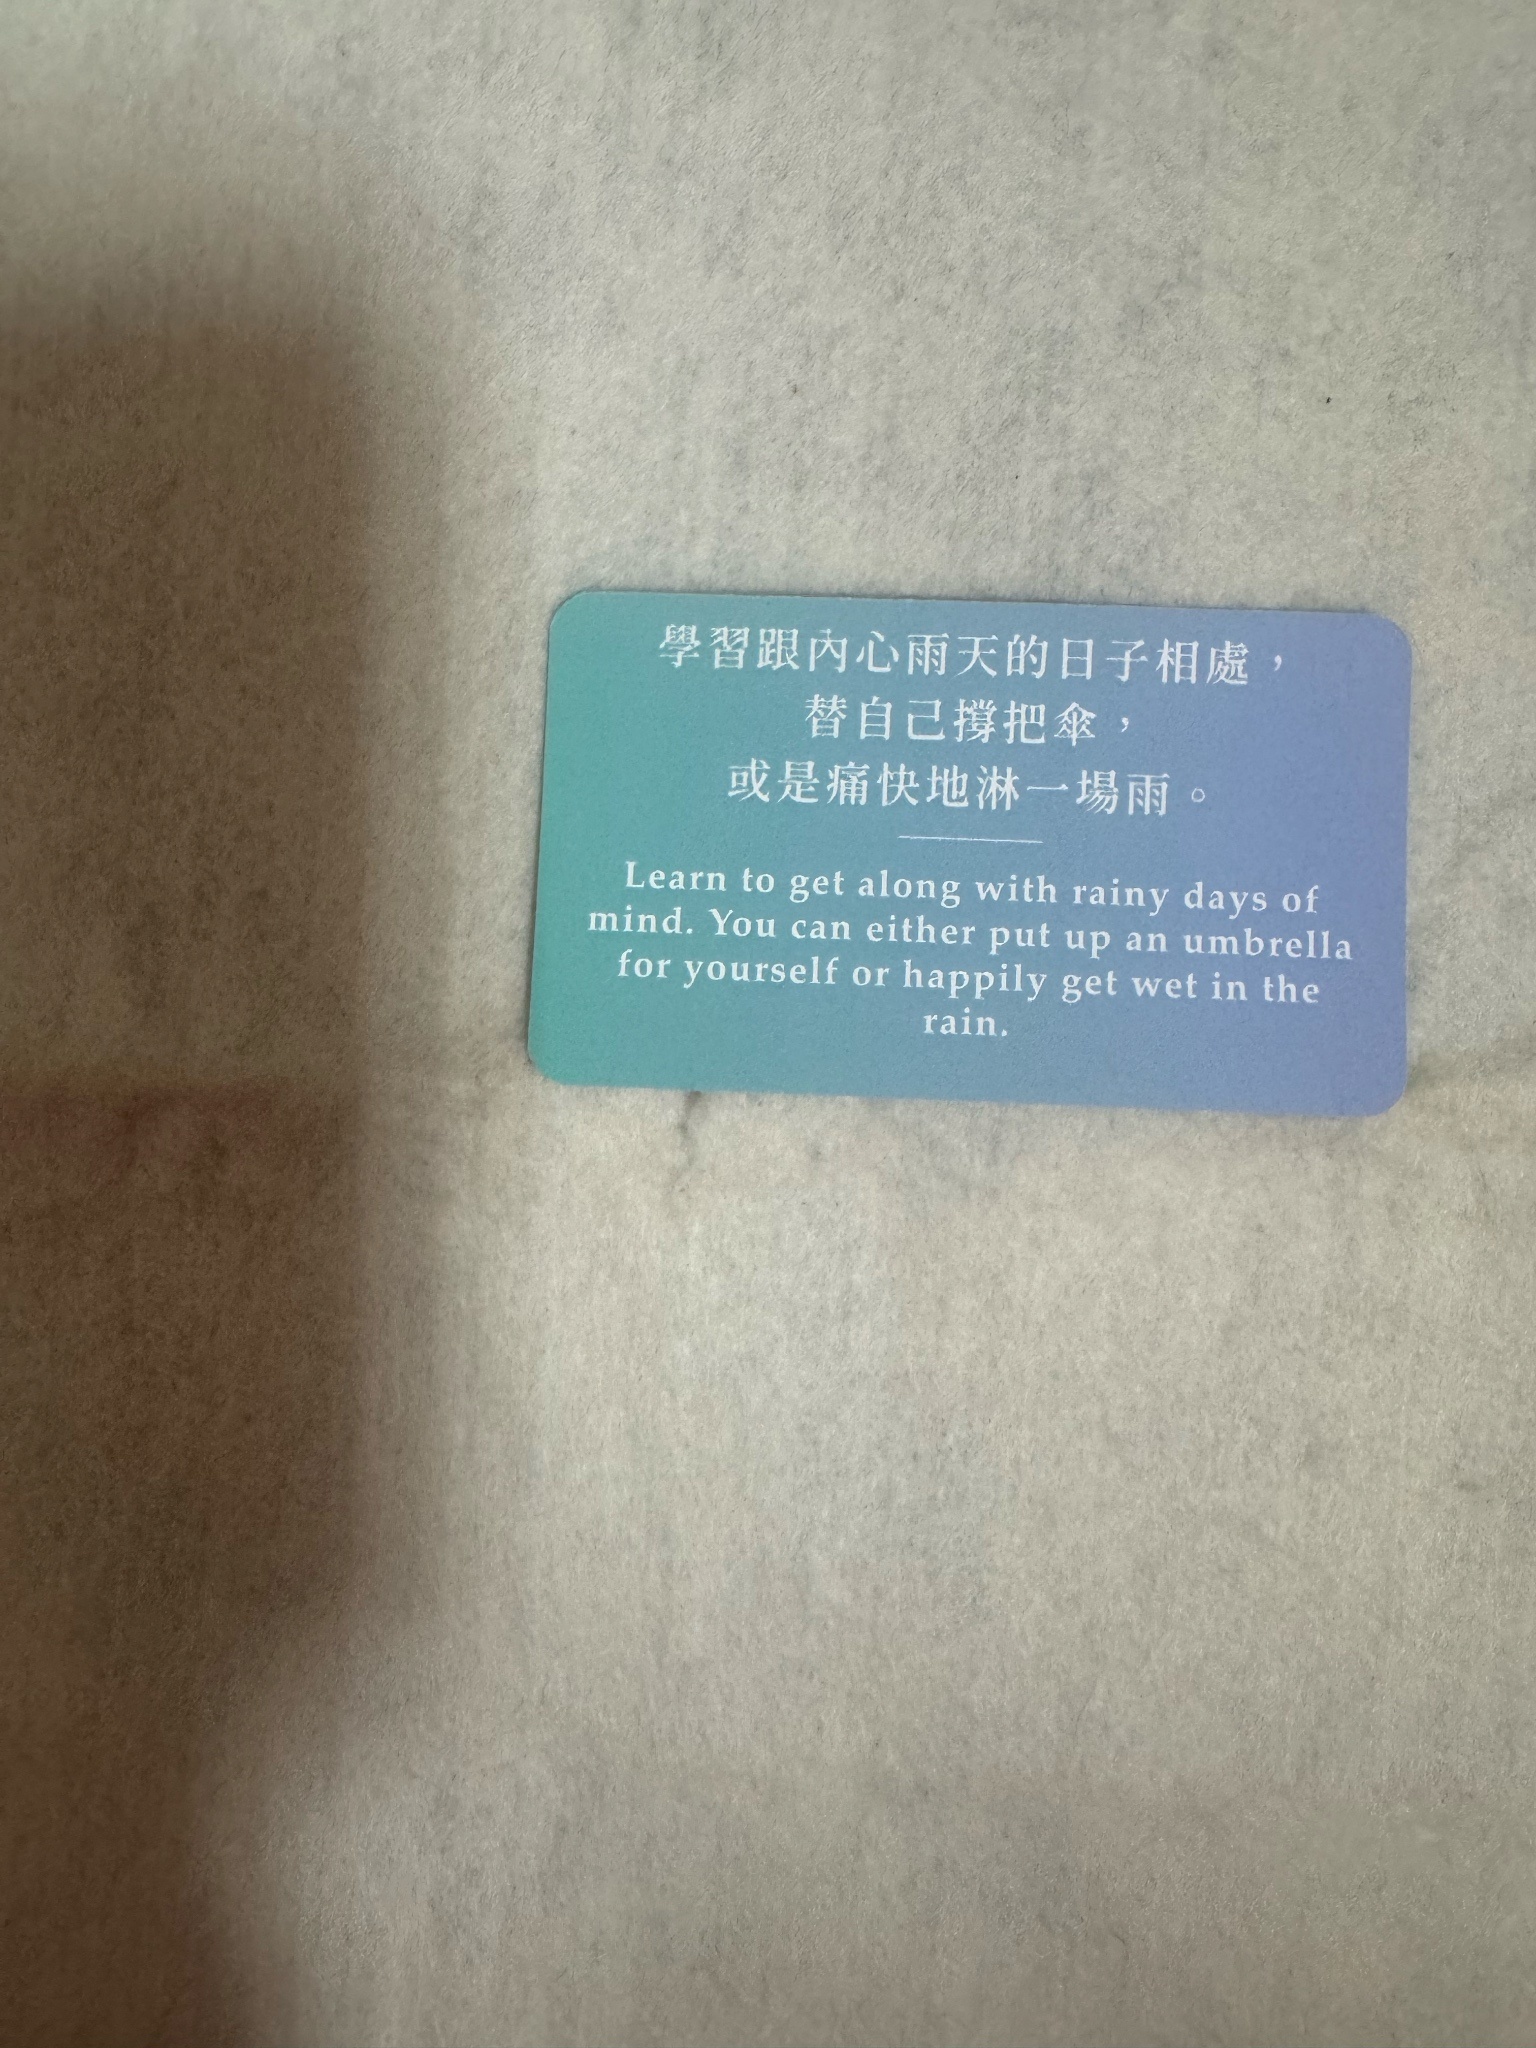 學習跟內心雨天的日子相處，
替自己撐把傘，
或是痛快地淋一場雨。
Learn to get along with rainy days of
mind. You can either put up an umbrella
for yourself or happily get wet in the
rain.